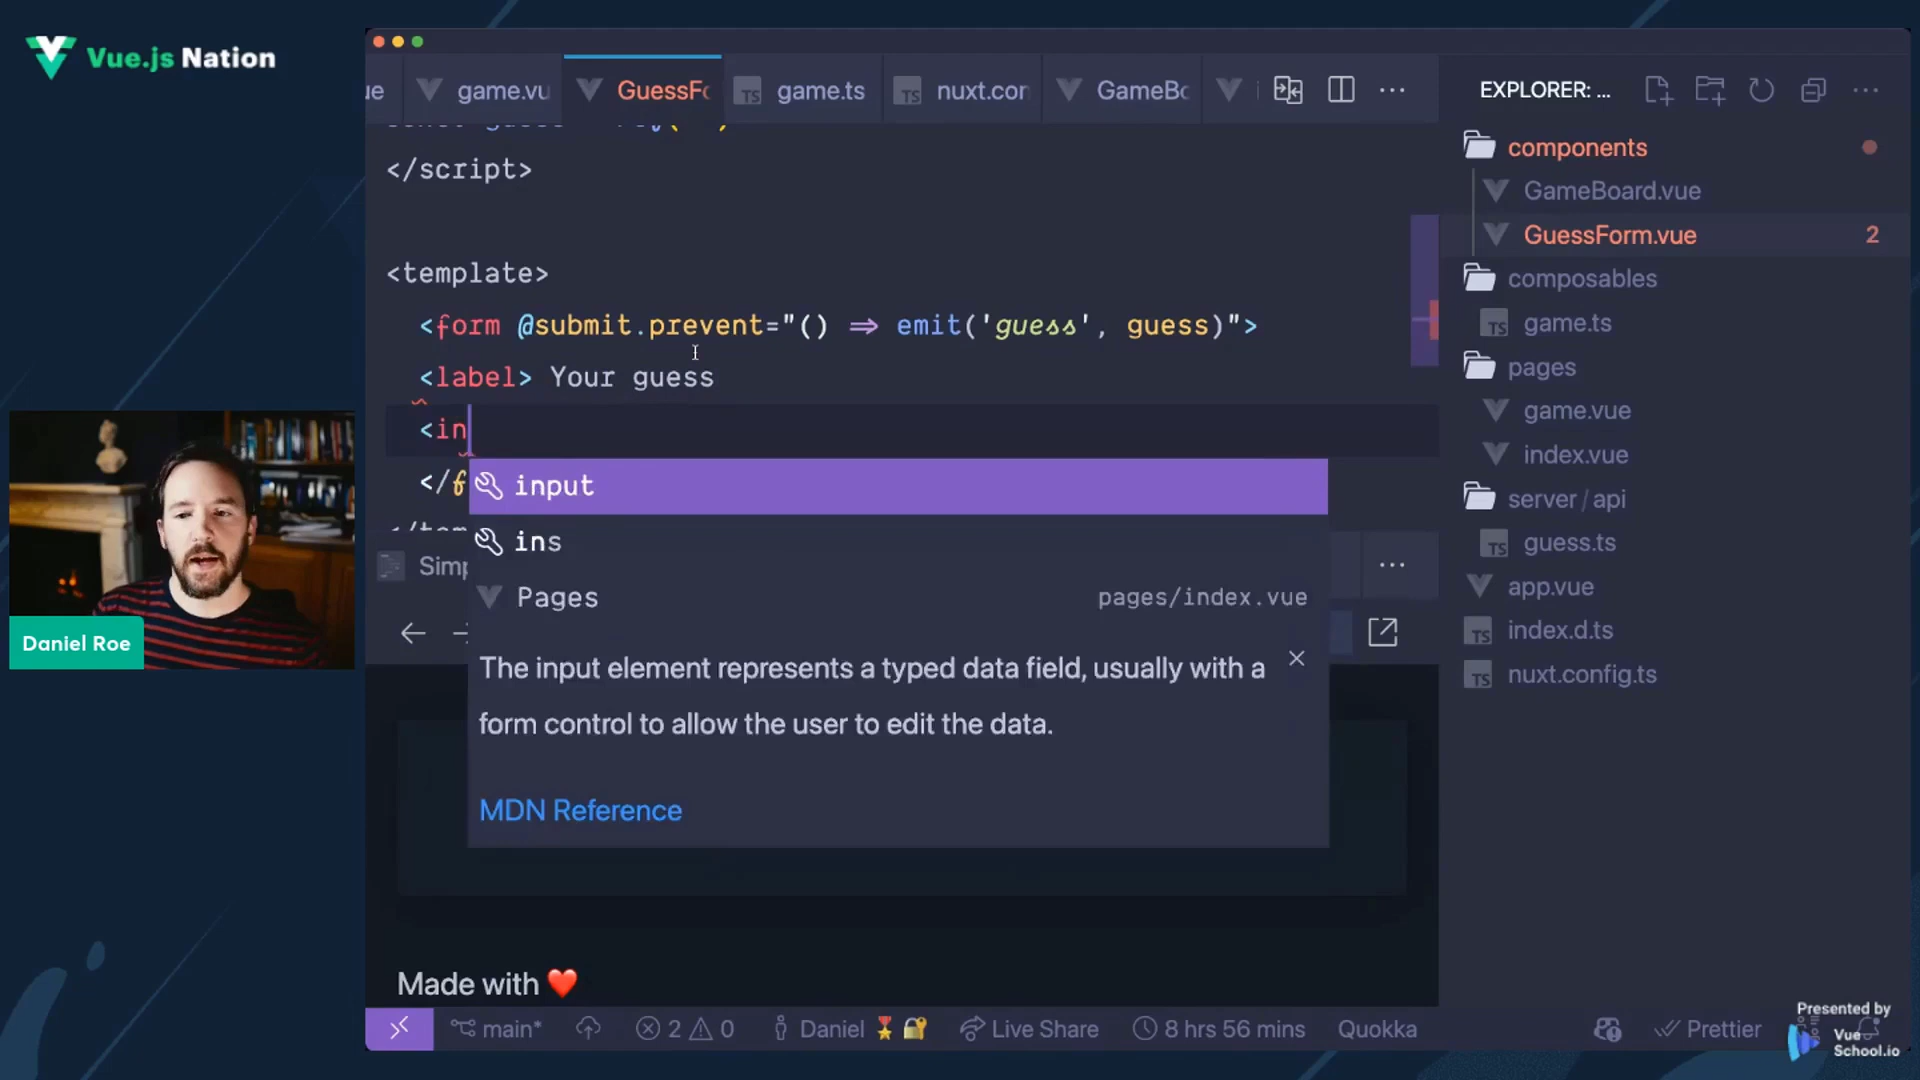 Vue.js Nation
ue
game.vu
GuessFo
game.ts
nuxt.cor
GameBo
EXPLORER: ...
</script>
<template>
<form @submit.prevent="() => emit('guess', guess)">
<label> Your guess
<in
</f
input
ins
Pages pages/index.vue
The input element represents a typed data field, usually with a
form control to allow the user to edit the data.
MDN Reference
Simp
Made with ❤️
components
GameBoard.vue
GuessForm.vue 2
composables
game.ts
pages
game.vue
index.vue
server/api
guess.ts
app.vue
index.d.ts
nuxt.config.ts
Daniel Roe
main* 2 0 Daniel 🎖️🔐 Live Share 8 hrs 56 mins Quokka Prettier
Presented by
Vue
School.io